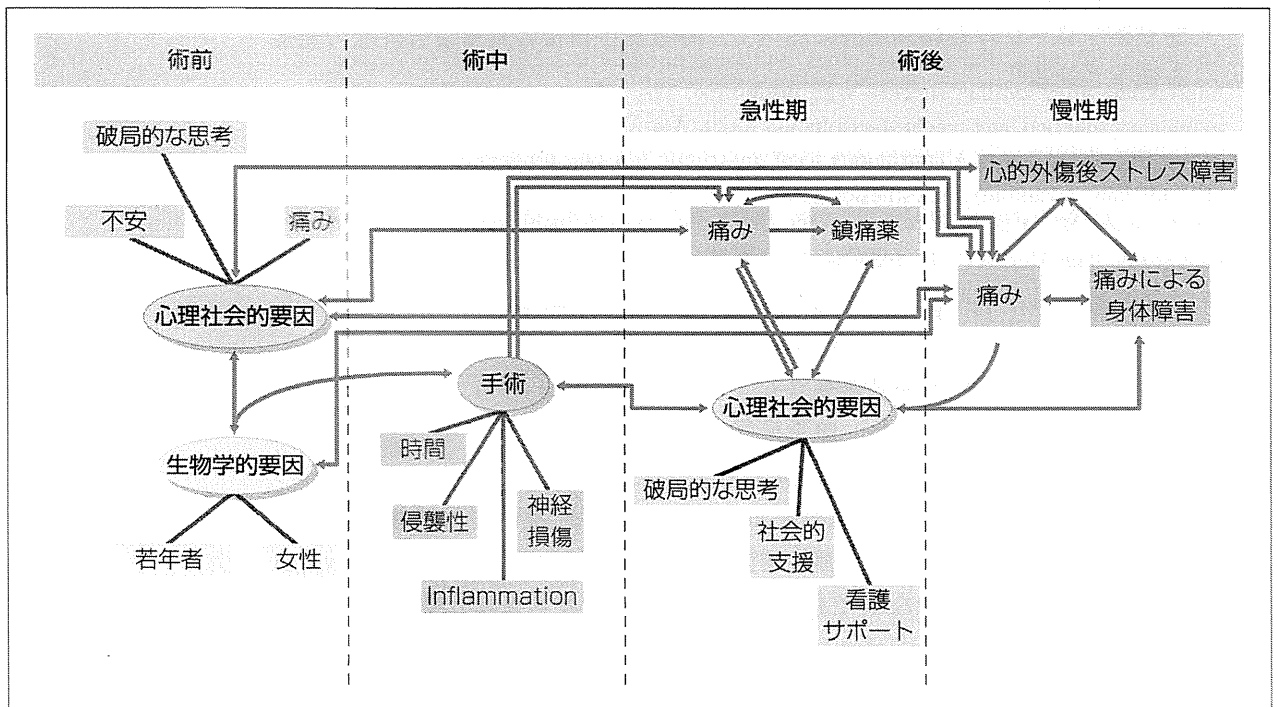 術前
術中
術後
急性期
慢性期
破局的な思考
不安
痛み
心理社会的要因
生物学的要因
若年者
女性
手術
時間
侵襲性
神経
損傷
Inflammation
痛み
鎮痛薬
心理社会的要因
破局的な思考
社会的
支援
看護
サポート
心的外傷後ストレス障害
痛み
痛みによる
身体障害